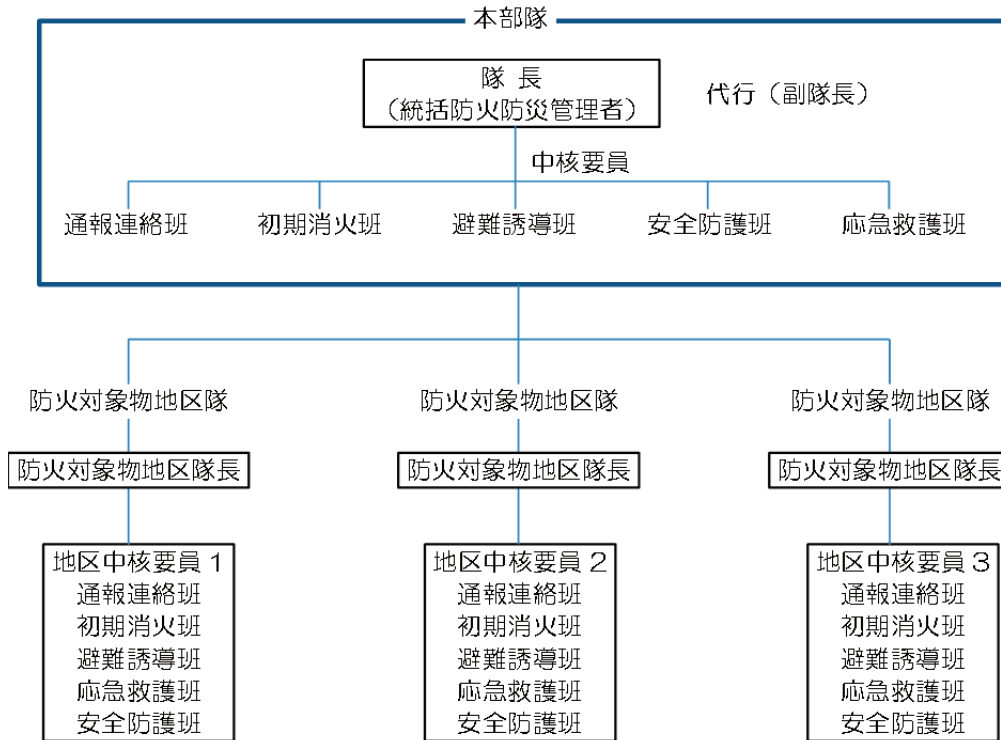 本部隊
隊 長
(統括防火防災管理者)
代行(副隊長)
中核要員
通報連絡班
初期消火班
避難誘導班
安全防護班
応急救護班
防火対象物地区隊
防火対象物地区隊
防火対象物地区隊
防火対象物地区隊長
防火対象物地区隊長
防火対象物地区隊長
地区中核要員1
通報連絡班
初期消火班
避難誘導班
応急救護班
安全防護班
地区中核要員2
通報連絡班
初期消火班
避難誘導班
応急救護班
安全防護班
地区中核要員3
通報連絡班
初期消火班
避難誘導班
応急救護班
安全防護班